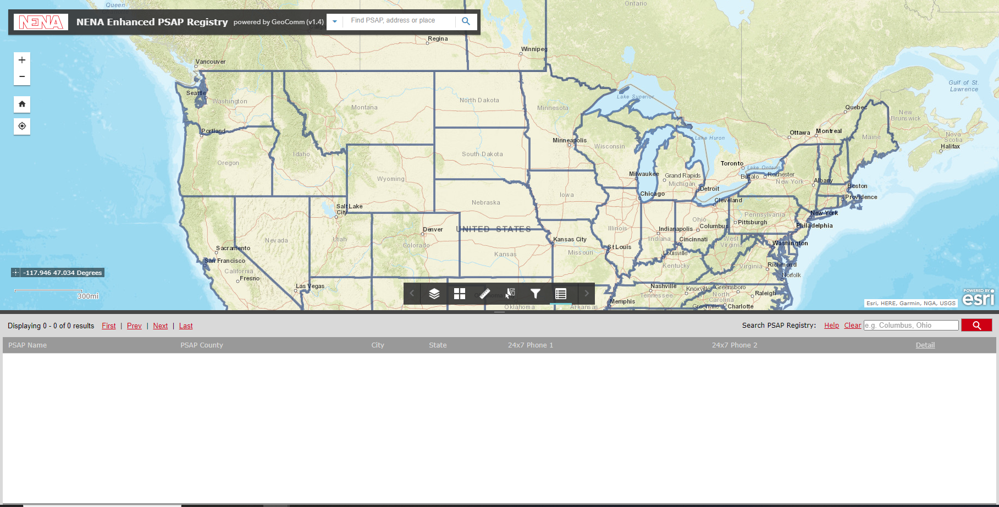 Queen
Ontario
NENA
NENA Enhanced PSAP Registry powered by GeoComm (v1.4)
Find PSAP, address or place
Regina
Winnipeg
Vancouver
+
−
Gulf of St.
Lawrence
Seattle
Washington
Montana
North Dakota
Minnesota
Lake Superior
Quebec
New
Brunswick
Portland
Ottawa
Montreal
Maine
Nova
Scotia
Halifax
Minneapolis
Wisconsin
Lake Huron
Idaho
South Dakota
Oregon
Toronto
Lake Ontario
Milwaukee
Grand Rapids
Michigan
Buffalo
Rochester
New York
Albany
Wyoming
Boston
Iowa
Chicago
Detroit
Providence
Nebraska
Cleveland
Salt Lake
City
Pennsylvania
New York
Denver
UNITED STATES
Illinois
Indianapolis
Ohio
Columbus
Pittsburgh
Philadelphia
Nevada
Utah
Colorado
Kansas City
Indiana
Cincinnati
West
Virginia
Washington
Sacramento
Kansas
Missouri
St Louis
Louisville
San Francisco
Kentucky
Virginia
Richmond
California
Norfolk
-117.946 47.034 Degrees
Fresno
Las Vegas
Nashville
Tennessee
Knoxville
Greensboro
North
Carolina
Raleigh
300mi
Oklahoma
Arkansas
Memphis
Greenville
Charlotte
POWERED BY
esri
Esri, HERE, Garmin, NGA, USGS
Displaying 0 - 0 of 0 results First | Prev | Next | Last
Search PSAP Registry: Help Clear e.g. Columbus, Ohio
PSAP Name PSAP County City State 24x7 Phone 1 24x7 Phone 2 Detail